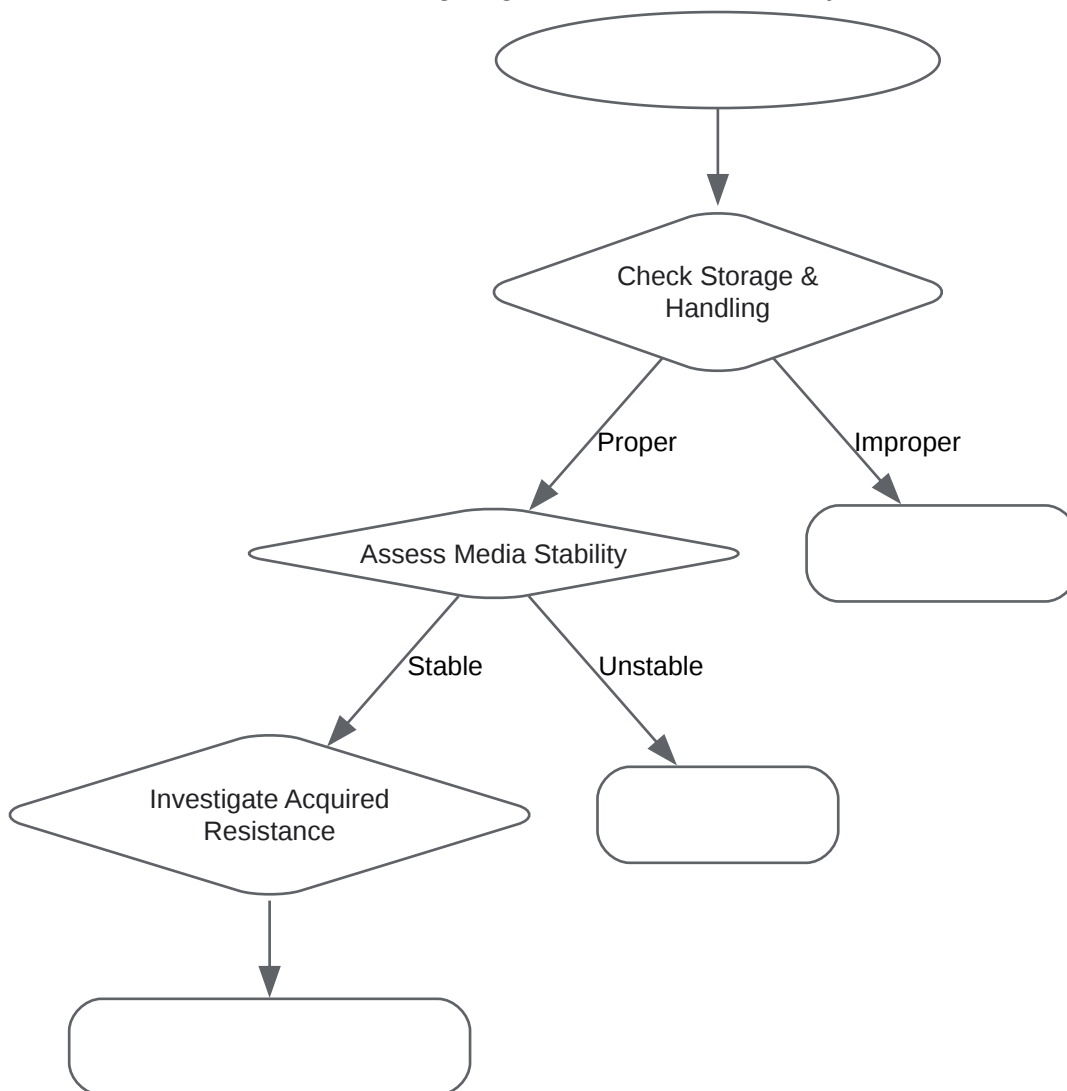 Check Storage &
Handling
Proper
Improper
Assess Media Stability
Stable
Unstable
Investigate Acquired
Resistance